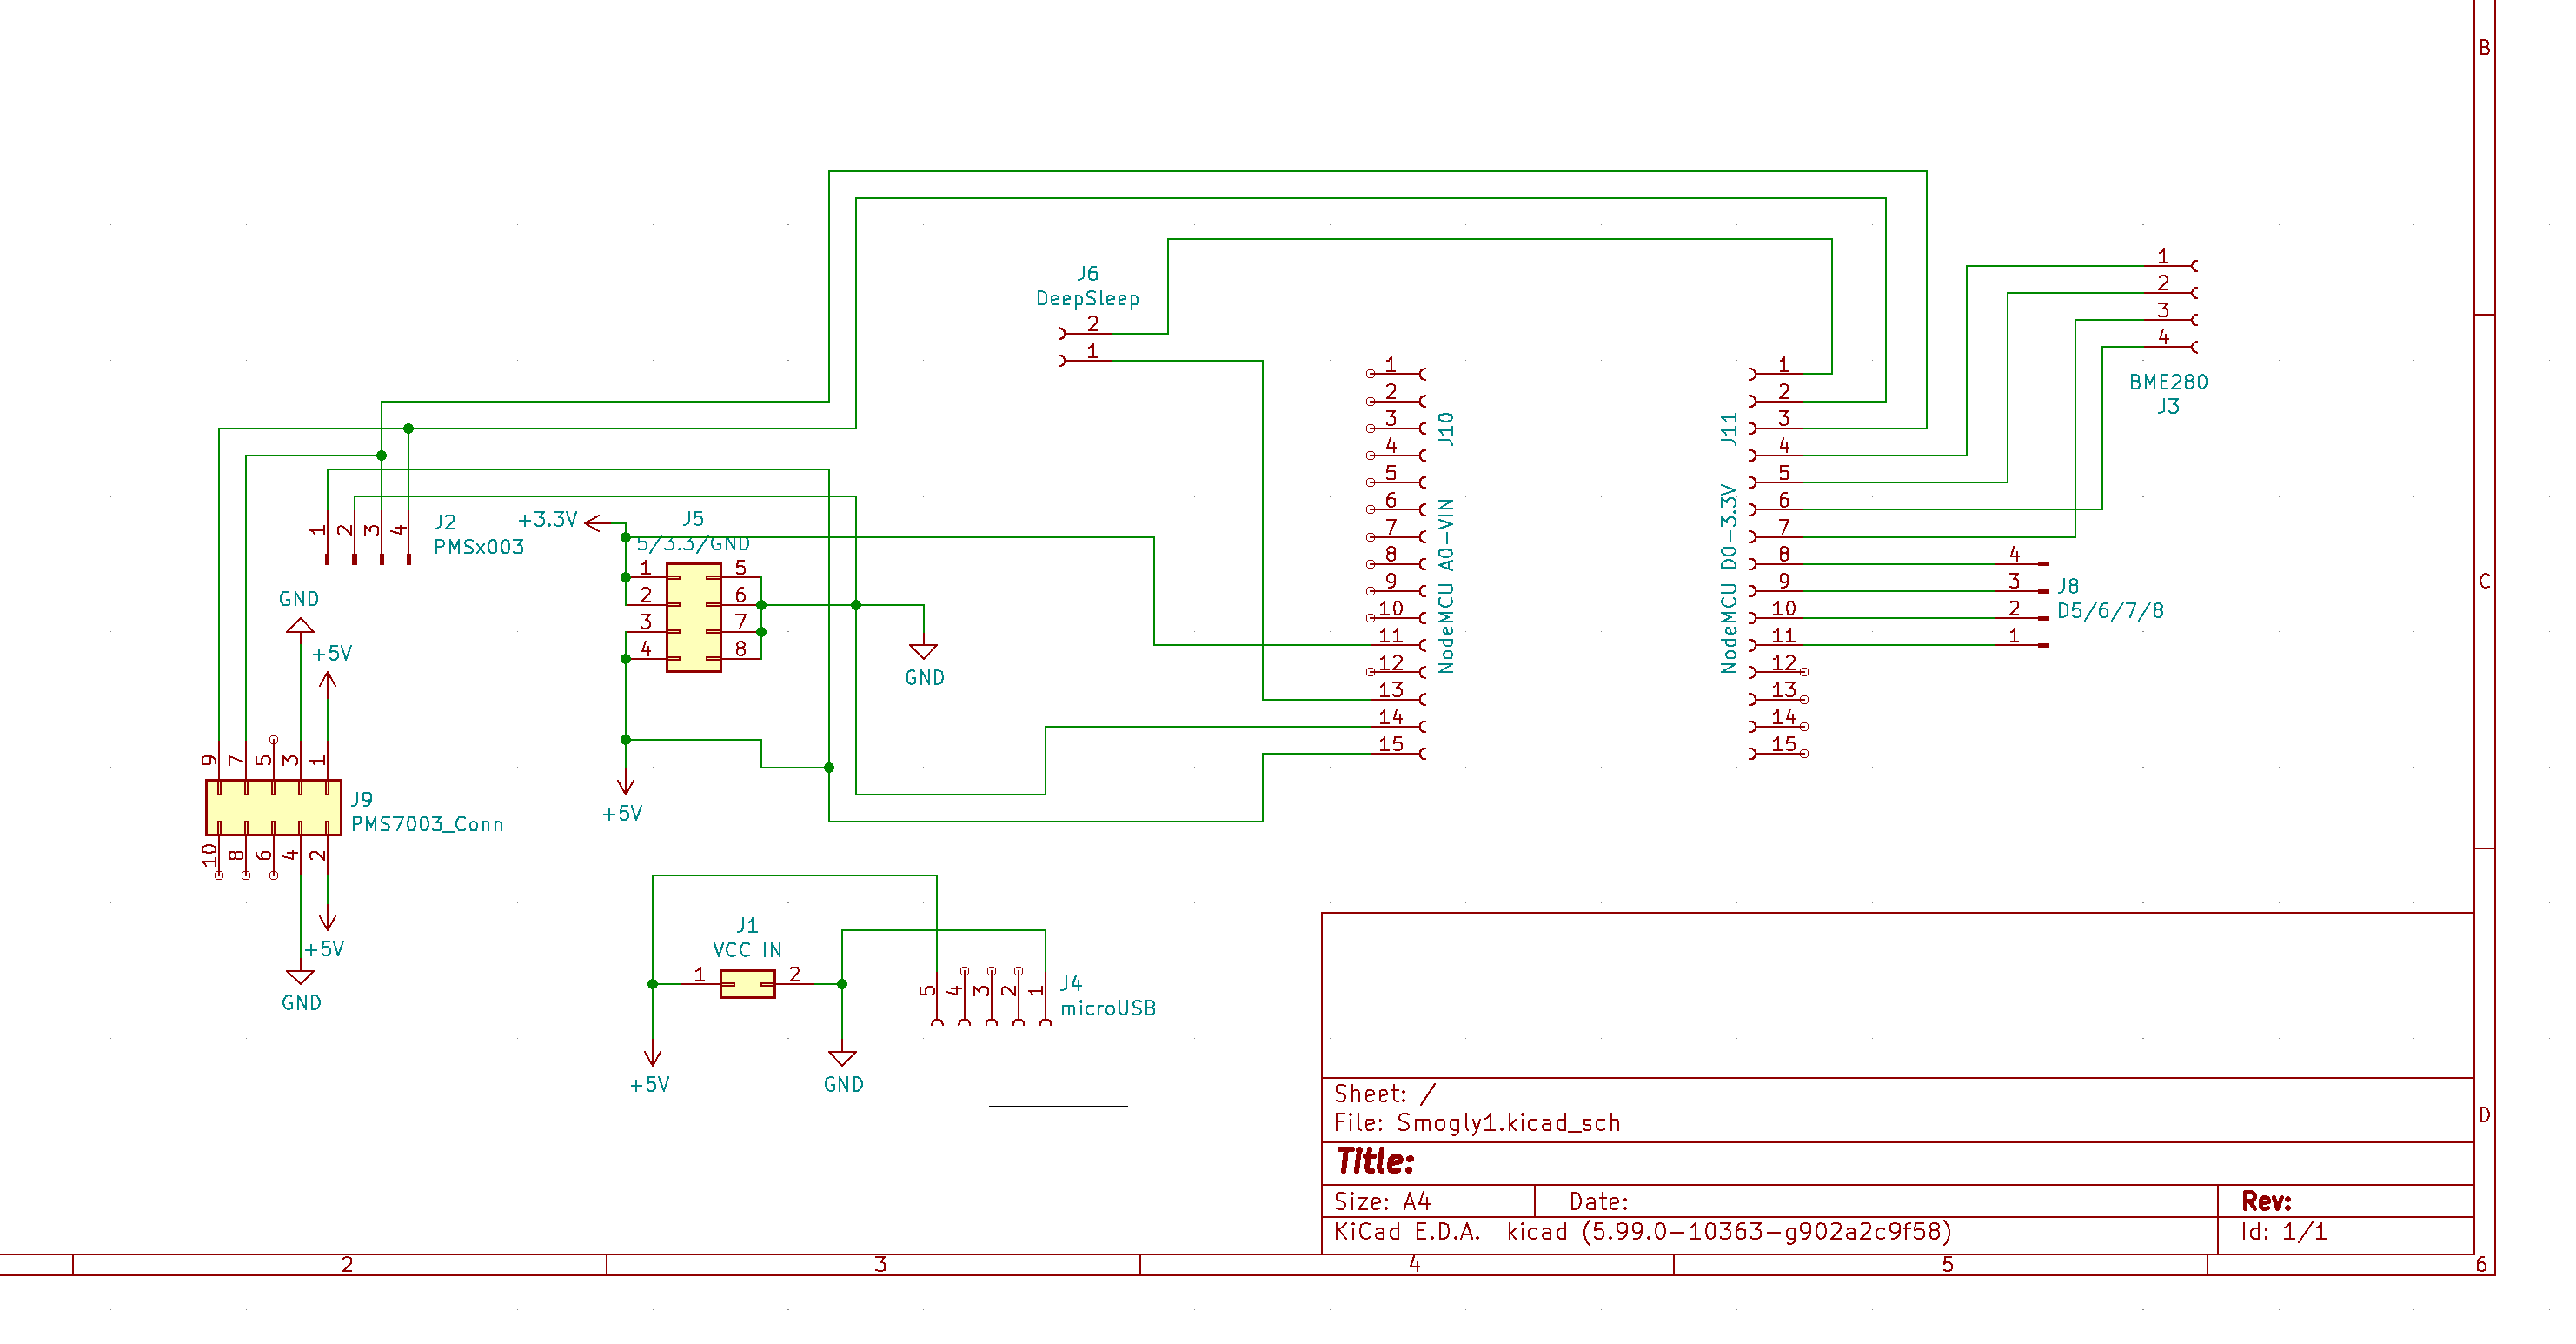 B
J6
DeepSleep
2
1
1
2
3
4
BME280
J3
1
2
3
4
5
6
7
8
9
10
11
12
13
14
15
J10
NodeMCU A0-VIN
1
2
3
4
5
6
7
8
9
10
11
12
13
14
15
J11
NodeMCU D0-3.3V
4
3
2
1
J8
D5/6/7/8
C
1
2
3
4
J2
PMSx003
+3.3V
J5
5/3.3/GND
1
2
3
4
5
6
7
8
GND
+5V
GND
+5V
9
7
5
3
1
J9
PMS7003_Conn
10
8
6
4
2
+5V
GND
J1
VCC IN
1
2
5
4
3
2
1
J4
microUSB
+5V
GND
Sheet: /
File: Smogly1.kicad_sch
D
Title:
Size: A4
Date:
Rev:
KiCad E.D.A. kicad (5.99.0-10363-g902a2c9f58)
Id: 1/1
2
3
4
5
6